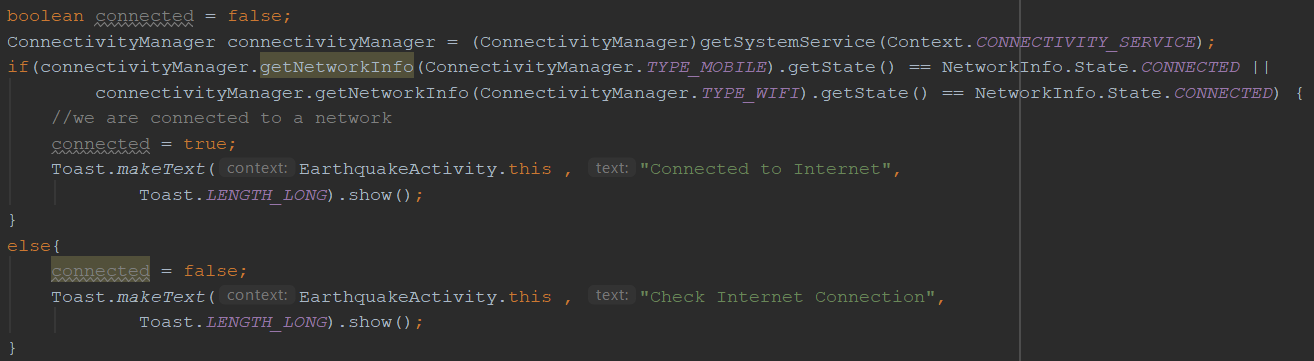 boolean connected = false;
ConnectivityManager connectivityManager = (ConnectivityManager)getSystemService(Context.CONNECTIVITY_SERVICE);
if(connectivityManager.getNetworkInfo(ConnectivityManager.TYPE_MOBILE).getState() == NetworkInfo.State.CONNECTED ||
        connectivityManager.getNetworkInfo(ConnectivityManager.TYPE_WIFI).getState() == NetworkInfo.State.CONNECTED) {
    //we are connected to a network
    connected = true;
    Toast.makeText( context: EarthquakeActivity.this , text: "Connected to Internet",
            Toast.LENGTH_LONG).show();
}
else{
    connected = false;
    Toast.makeText( context: EarthquakeActivity.this , text: "Check Internet Connection",
            Toast.LENGTH_LONG).show();
}